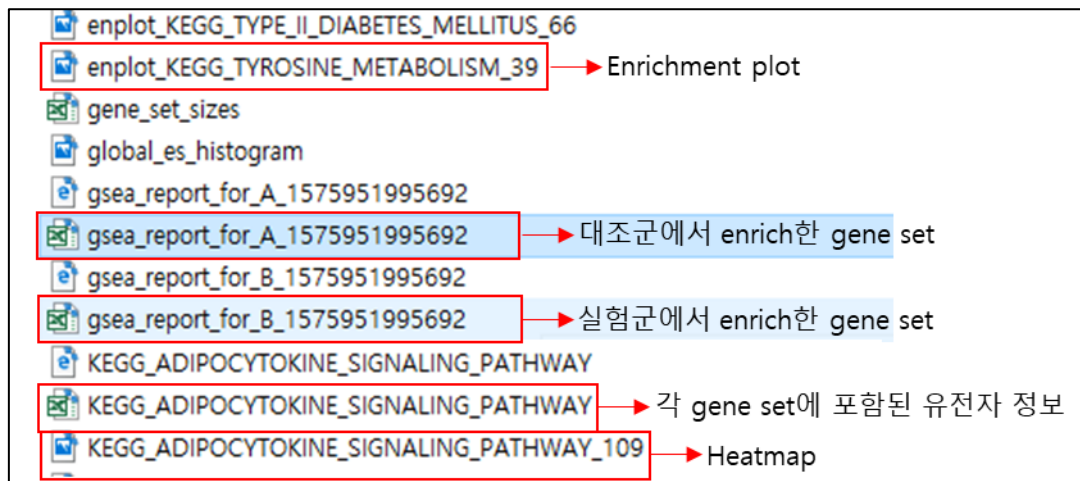 enplot_KEGG_TYPE_II_DIABETES_MELLITUS_66
enplot_KEGG_TYROSINE_METABOLISM_39 Enrichment plot
gene_set_sizes
global_es_histogram
gsea_report_for_A_1575951995692
gsea_report_for_A_1575951995692 대조군에서 enrich한 gene set
gsea_report_for_B_1575951995692
gsea_report_for_B_1575951995692 실험군에서 enrich한 gene set
KEGG_ADIPOCYTOKINE_SIGNALING_PATHWAY
KEGG_ADIPOCYTOKINE_SIGNALING_PATHWAY 각 gene set에 포함된 유전자 정보
KEGG_ADIPOCYTOKINE_SIGNALING_PATHWAY_109 Heatmap